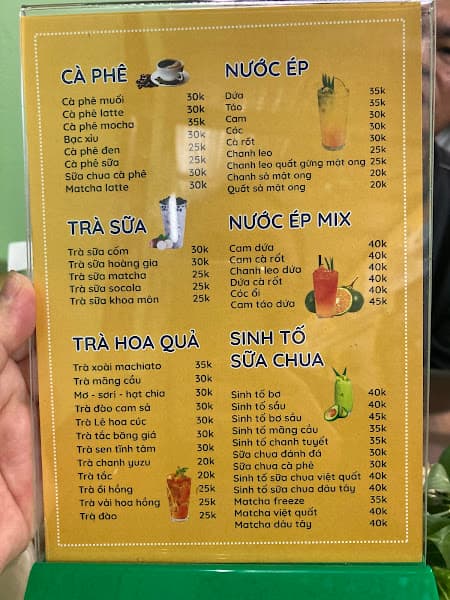 CÀ PHÊ
Cà phê muối 30k
Cà phê latte 30k
Cà phê mocha 35k
Bạc xỉu 30k
Cà phê đen 25k
Cà phê sữa 25k
Sữa chua cà phê 30k
Matcha latte 30k
TRÀ SỮA
Trà sữa cốm 30k
Trà sữa hoàng gia 30k
Trà sữa matcha 25k
Trà sữa socala 25k
Trà sữa khoa môn 25k
TRÀ HOA QUẢ
Trà xoài machiato 35k
Trà mãng cầu 30k
Mơ - sơri - hạt chia 30k
Trà đào cam sả 30k
Trà Lê hoa cúc 30k
Trà tắc băng giá 30k
Trà sen tĩnh tâm 30k
Trà chanh yuzu 20k
Trà tắc 20k
Trà ổi hồng 25k
Trà vải hoa hồng 25k
Trà đào 25k
NƯỚC ÉP
Dứa 35k
Táo 35k
Cam 30k
Cóc 30k
Cà rốt 30k
Chanh leo 25k
Chanh leo quất gừng mật ong 25k
Chanh sả mật ong 20k
Quất sả mật ong 20k
NƯỚC ÉP MIX
Cam dứa 40k
Cam cà rốt 40k
Chanh leo dứa 40k
Dứa cà rốt 40k
Cóc ổi 40k
Cam táo dứa 45k
SINH TỐ
SỮA CHUA
Sinh tố bơ 40k
Sinh tố sầu 40k
Sinh tố bơ sầu 45k
Sinh tố mãng cầu 35k
Sinh tố chanh tuyết 35k
Sữa chua đánh đá 30k
Sữa chua cà phê 30k
Sinh tố sữa chua việt quất 40k
Sinh tố sữa chua dâu tây 40k
Matcha freeze 35k
Matcha việt quất 40k
Matcha dâu tây 40k